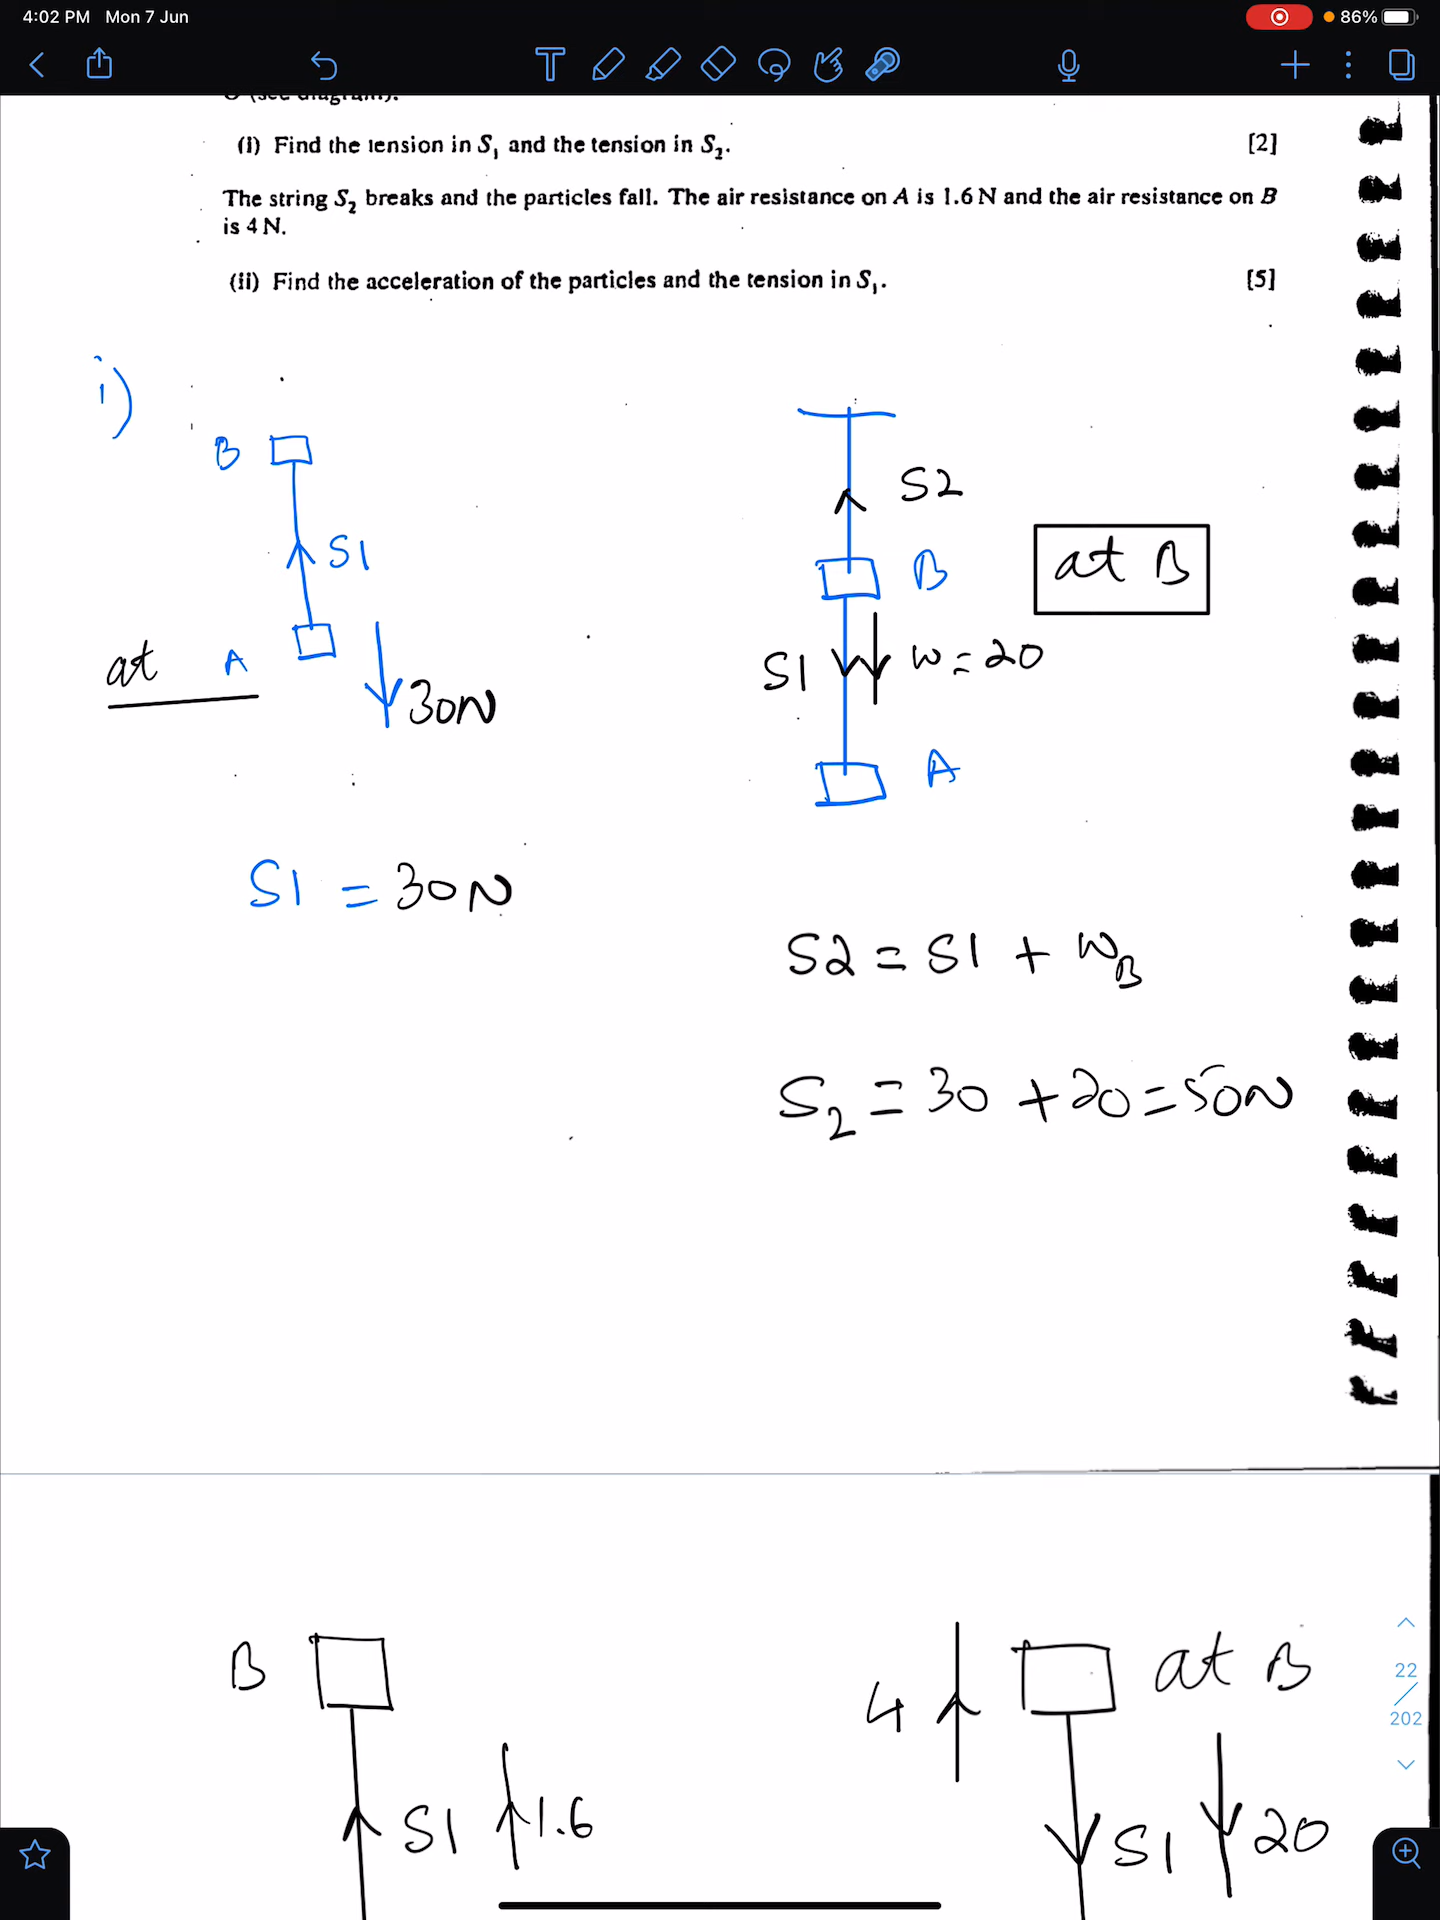 4:02 PM Mon 7 Jun
86%
(see diagram).
(i) Find the tension in S₁ and the tension in S₂. [2]
The string S₂ breaks and the particles fall. The air resistance on A is 1.6 N and the air resistance on B
is 4 N.
(ii) Find the acceleration of the particles and the tension in S₁. [5]
i)
B
S1
at A
30N
S1 = 30N
S2
B
at B
S1
W = 20
A
S2 = S1 + W_B
S₂ = 30 + 20 = 50N
B
S1
1.6
4
at B
S1
20
22
/
202